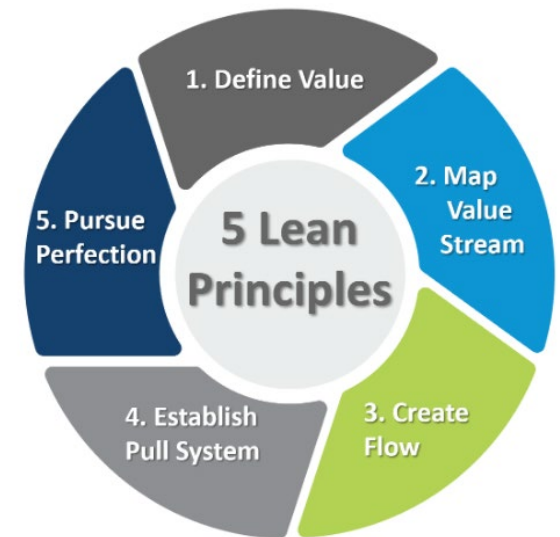 1. Define Value
2. Map
Value
Stream
3. Create
Flow
4. Establish
Pull System
5. Pursue
Perfection
5 Lean
Principles